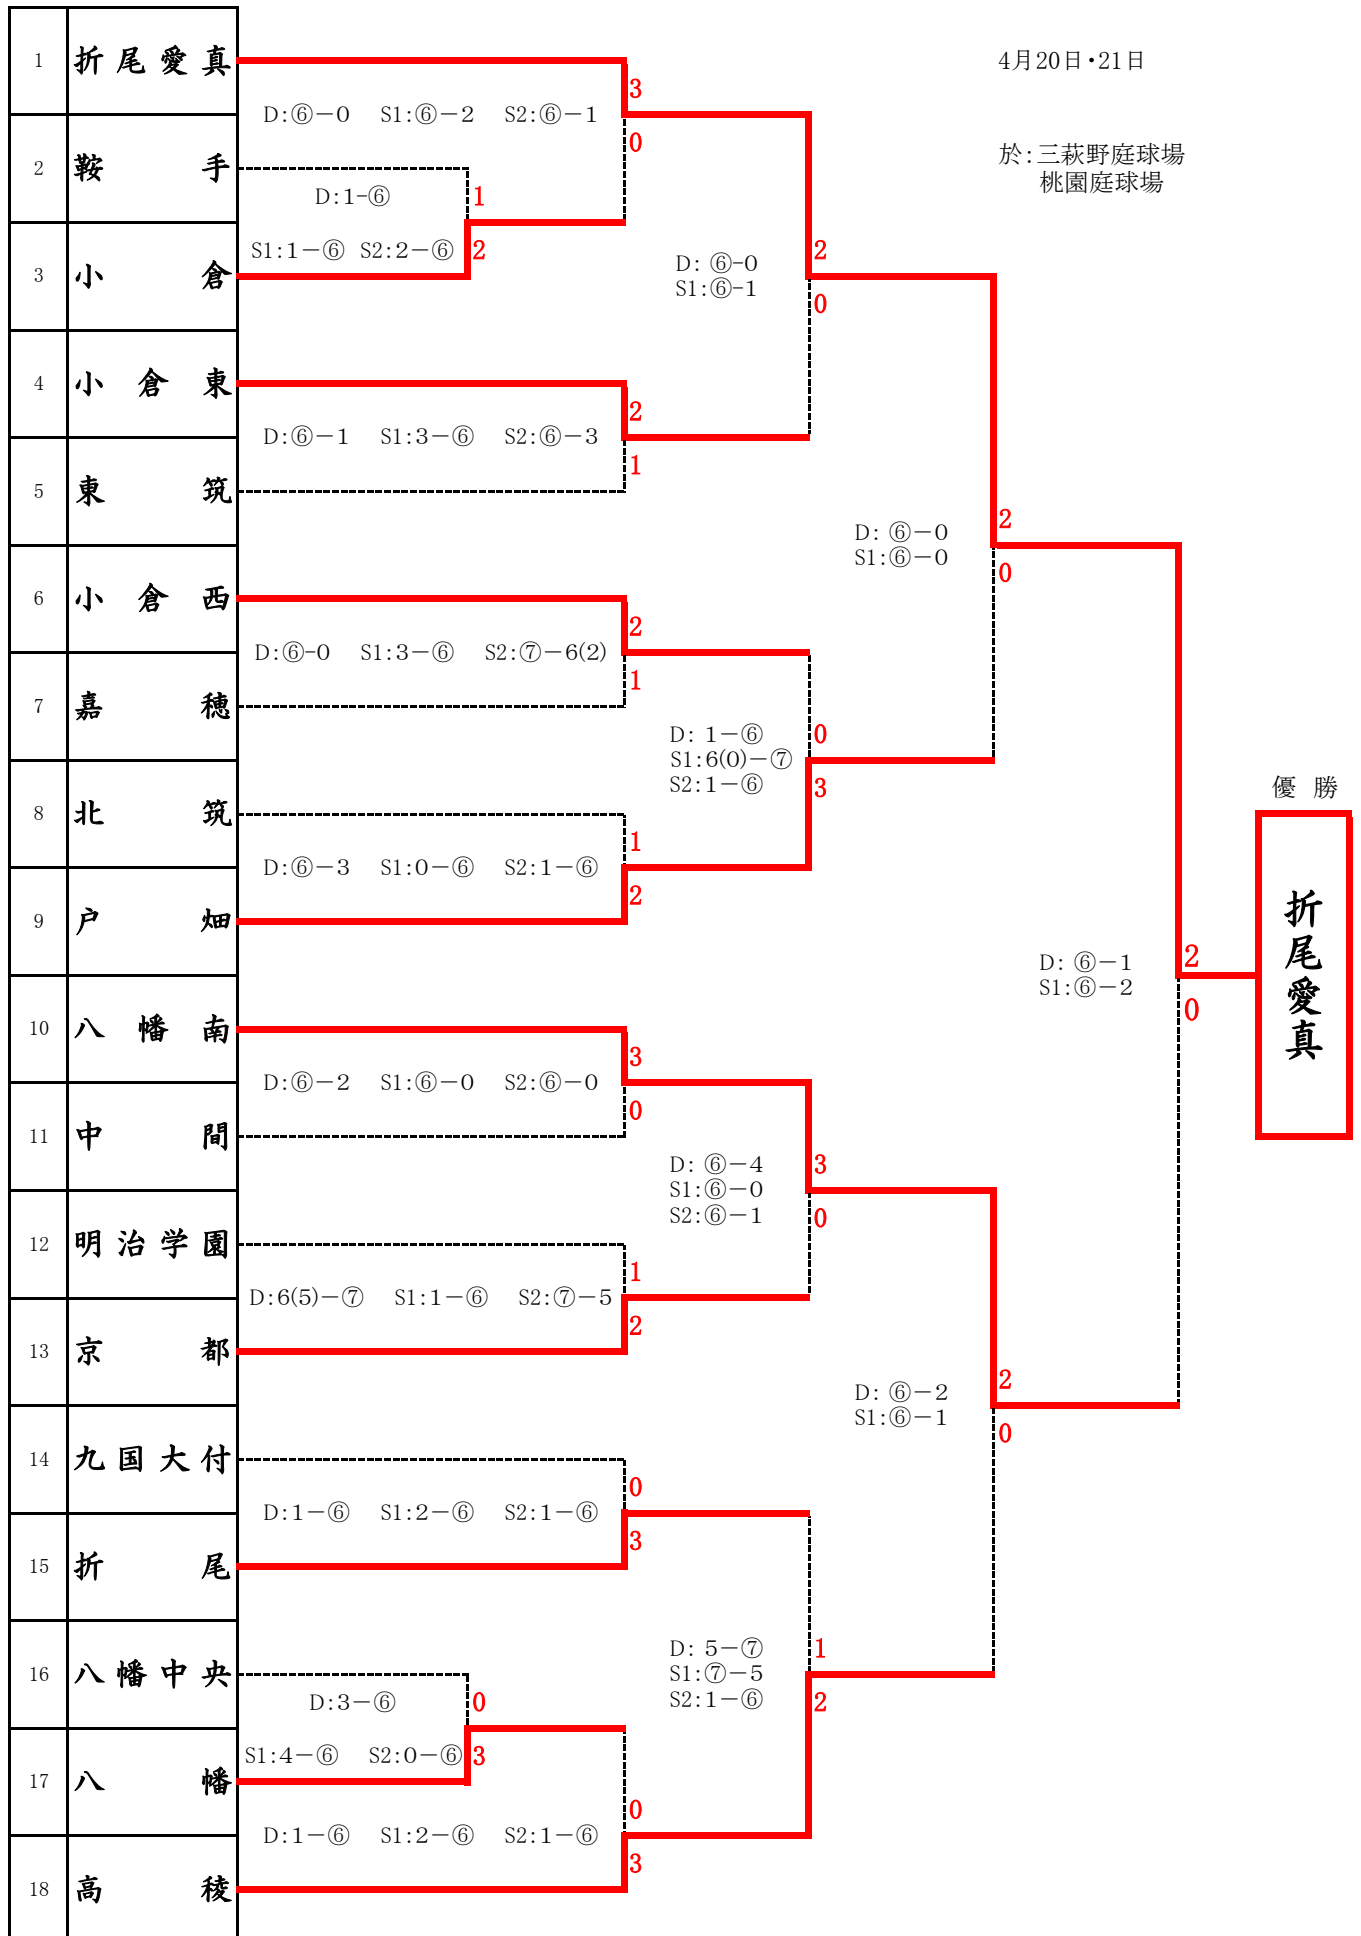 1 折尾愛真
4月20日・21日
3
D:⑥－0 S1:⑥－2 S2:⑥－1
0
於:三萩野庭球場
桃園庭球場
2 鞍手
D:1-⑥
1
S1:1－⑥ S2:2－⑥
2
2
D: ⑥-0
S1:⑥-1
0
3 小倉
4 小倉東
2
D:⑥－1 S1:3－⑥ S2:⑥－3
1
5 東筑
2
D: ⑥－0
S1:⑥－0
0
6 小倉西
2
D:⑥-0 S1:3－⑥ S2:⑦－6(2)
1
7 嘉穂
D: 1－⑥
0
S1:6(0)－⑦
S2:1－⑥
3
優勝
8 北筑
1
D:⑥－3 S1:0－⑥ S2:1－⑥
2
9 戸畑
折尾愛真
2
D: ⑥－1
S1:⑥－2
0
10 八幡南
3
D:⑥－2 S1:⑥－0 S2:⑥－0
0
11 中間
D: ⑥－4
3
S1:⑥－0
S2:⑥－1
0
12 明治学園
1
D:6(5)－⑦ S1:1－⑥ S2:⑦－5
2
13 京都
2
D: ⑥－2
S1:⑥－1
0
14 九国大付
0
D:1－⑥ S1:2－⑥ S2:1－⑥
3
15 折尾
D: 5－⑦
1
S1:⑦－5
S2:1－⑥
2
16 八幡中央
D:3－⑥
0
S1:4－⑥ S2:0－⑥
3
17 八幡
0
D:1－⑥ S1:2－⑥ S2:1－⑥
3
18 高稜